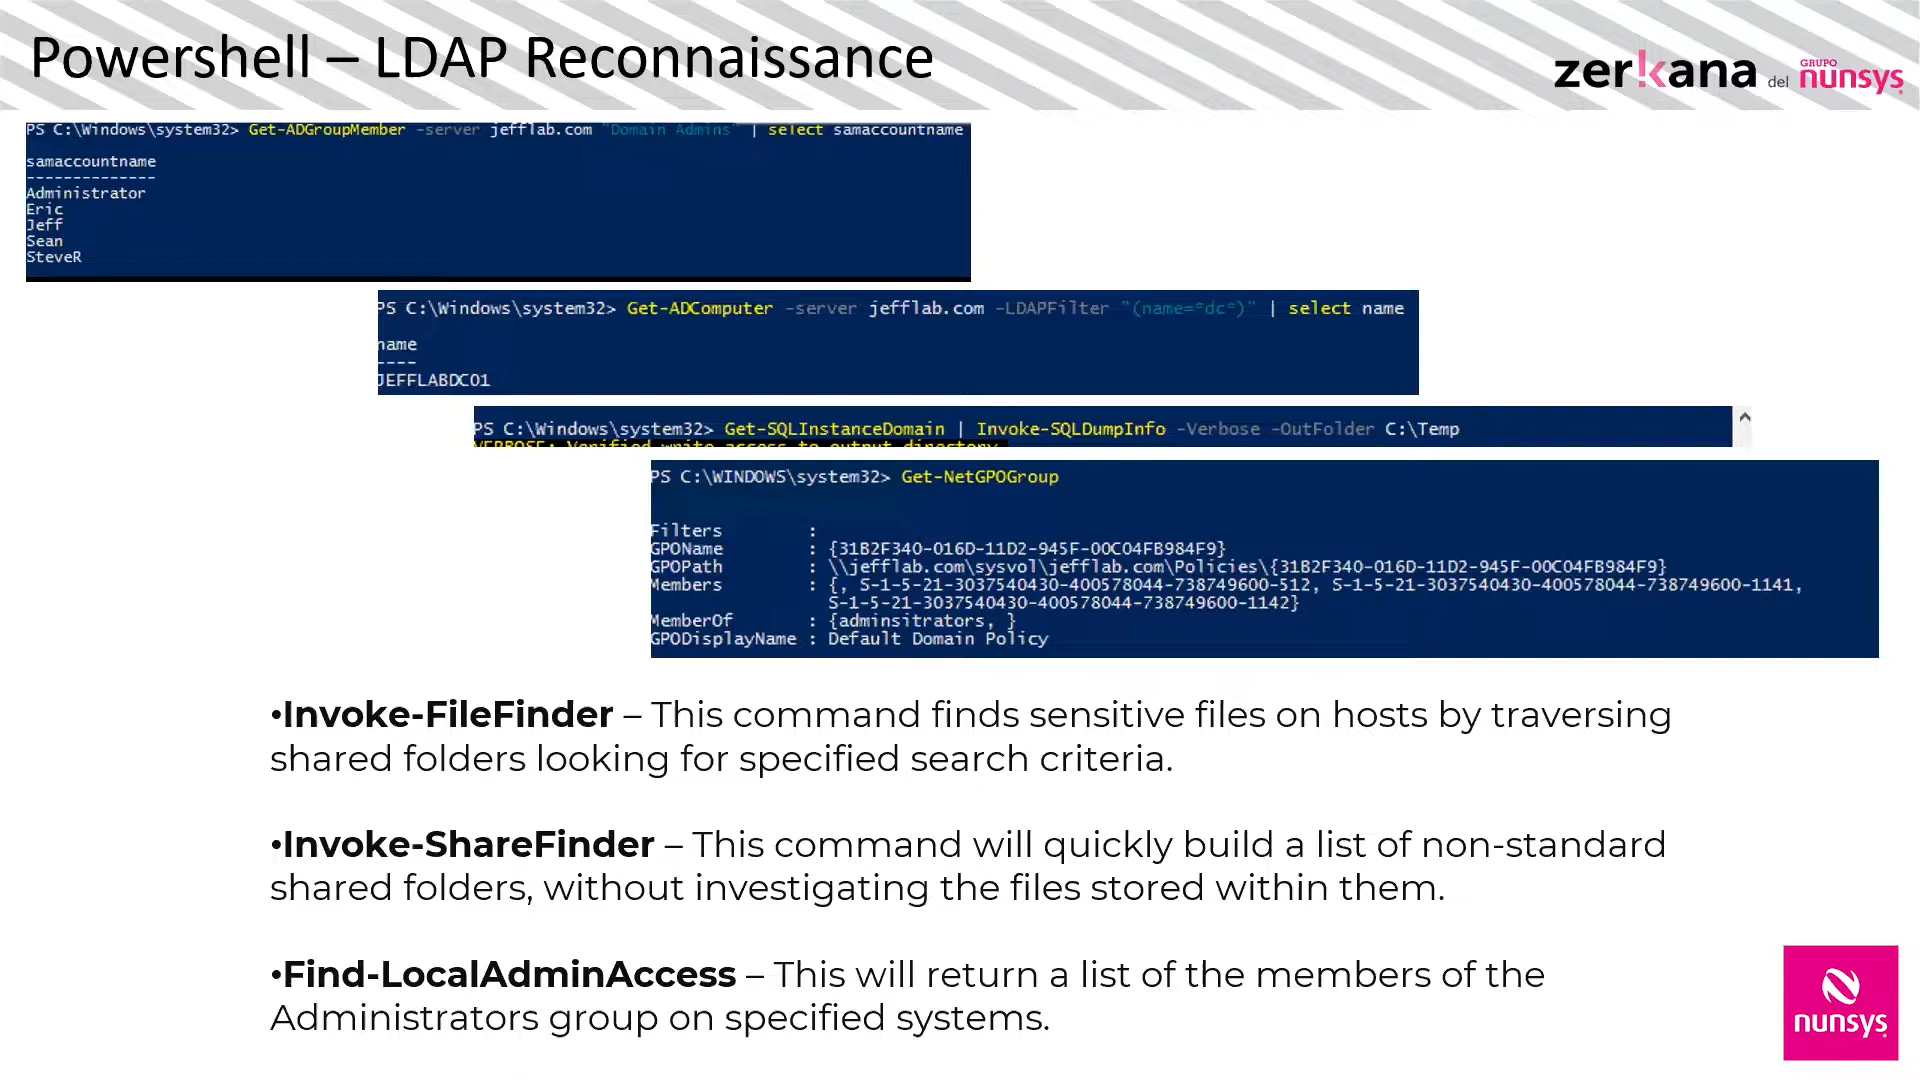 Powershell – LDAP Reconnaissance
zer!kana del GRUPO nunsys
PS C:\Windows\system32> Get-ADGroupMember -server jefflab.com "Domain Admins" | select samaccountname
samaccountname
--------------
Administrator
Eric
Jeff
Sean
SteveR
PS C:\Windows\system32> Get-ADComputer -server jefflab.com -LDAPFilter "(name=*dc*)" | select name
name
----
JEFFLABDC01
PS C:\Windows\system32> Get-SQLInstanceDomain | Invoke-SQLDumpInfo -Verbose -OutFolder C:\Temp
VERBOSE: Verified write access to output directory.
PS C:\WINDOWS\system32> Get-NetGPOGroup
Filters :
GPOName : {31B2F340-016D-11D2-945F-00C04FB984F9}
GPOPath : \\jefflab.com\sysvol\jefflab.com\Policies\{31B2F340-016D-11D2-945F-00C04FB984F9}
Members : {, S-1-5-21-3037540430-400578044-738749600-512, S-1-5-21-3037540430-400578044-738749600-1141,
S-1-5-21-3037540430-400578044-738749600-1142}
MemberOf : {adminsitrators, }
GPODisplayName : Default Domain Policy
•Invoke-FileFinder – This command finds sensitive files on hosts by traversing
shared folders looking for specified search criteria.
•Invoke-ShareFinder – This command will quickly build a list of non-standard
shared folders, without investigating the files stored within them.
•Find-LocalAdminAccess – This will return a list of the members of the
Administrators group on specified systems.
nunsys